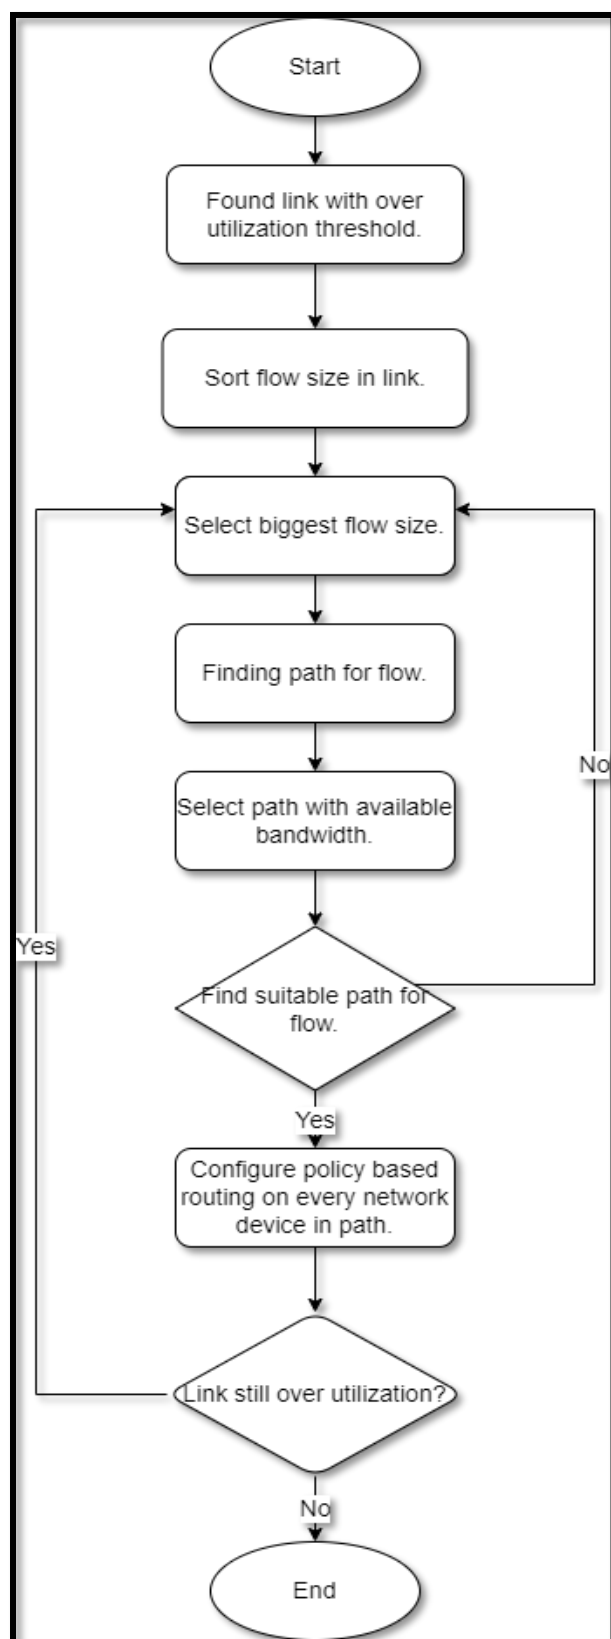 Start
Found link with over
utilization threshold.
Sort flow size in link.
Select biggest flow size.
Finding path for flow.
No
Select path with available
bandwidth.
Yes
Find suitable path for
flow.
Yes
Configure policy based
routing on every network
device in path.
Link still over utilization?
No
End